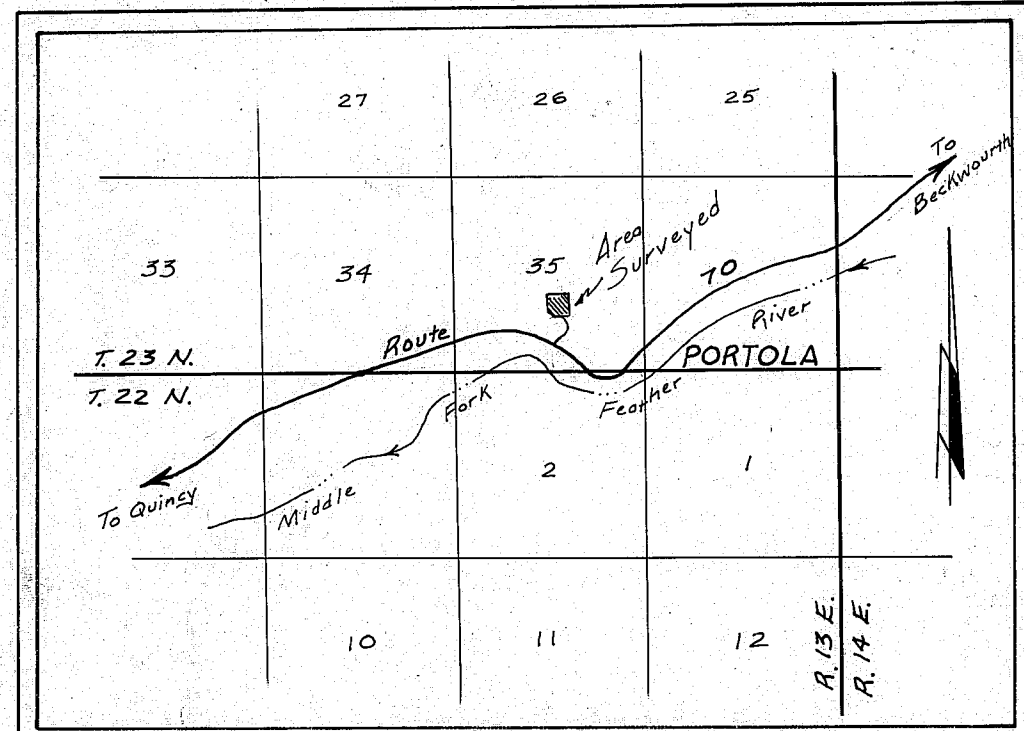 27
26
25
To
Beckwourth
Area
Surveyed
33
34
35
70
River
Route
PORTOLA
T. 23 N.
T. 22 N.
Fork
Feather
2
1
To Quincy
Middle
10
11
12
R. 13 E.
R. 14 E.